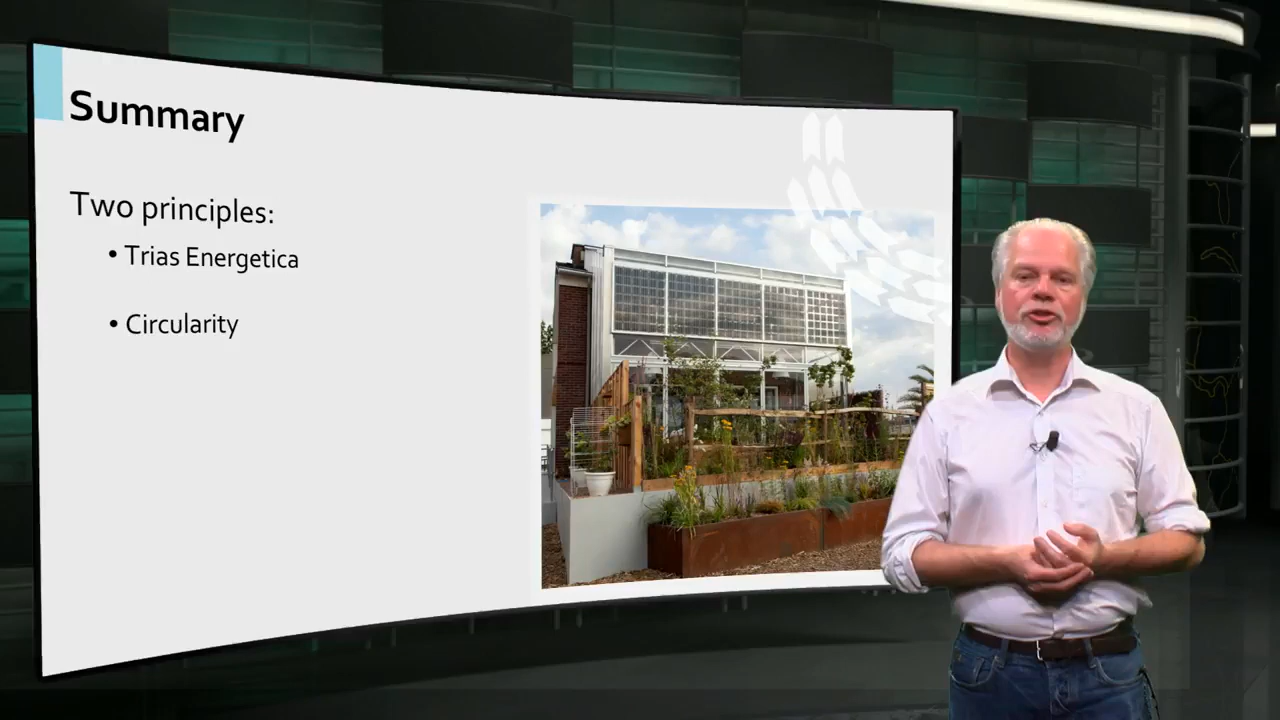 Summary
Two principles:
• Trias Energetica
• Circularity